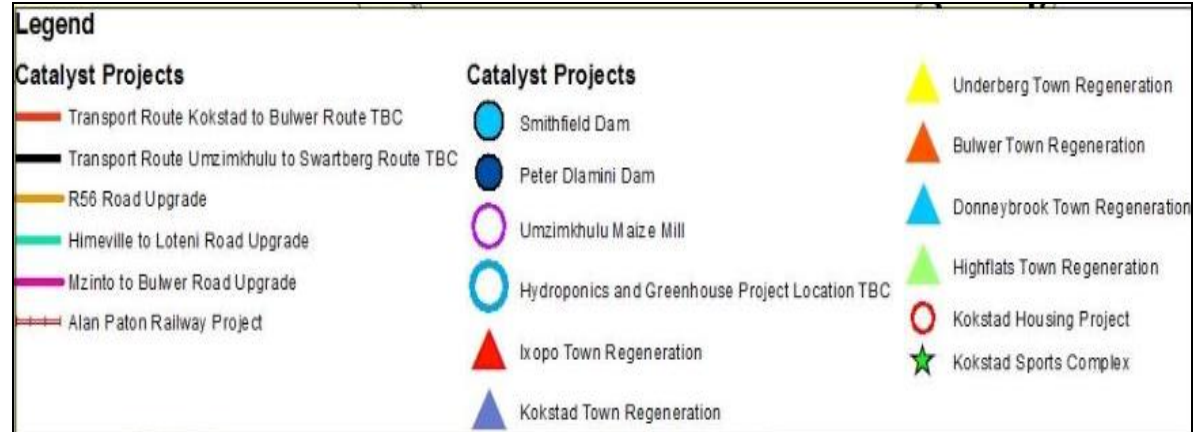 Legend
Catalyst Projects
Transport Route Kokstad to Bulwer Route TBC
Transport Route Umzimkhulu to Swartberg Route TBC
R56 Road Upgrade
Himeville to Loteni Road Upgrade
Mzinto to Bulwer Road Upgrade
Alan Paton Railway Project
Catalyst Projects
Smithfield Dam
Peter Dlamini Dam
Umzimkhulu Maize Mill
Hydroponics and Greenhouse Project Location TBC
Ixopo Town Regeneration
Kokstad Town Regeneration
Underberg Town Regeneration
Bulwer Town Regeneration
Donneybrook Town Regeneration
Highflats Town Regeneration
Kokstad Housing Project
Kokstad Sports Complex